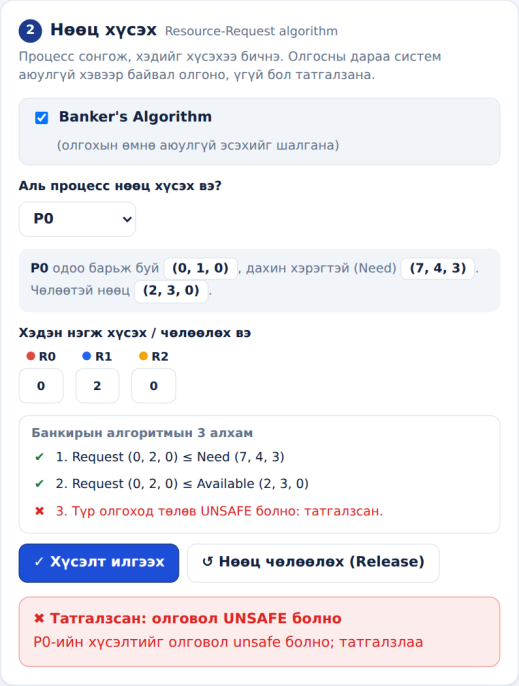 2 Нөөц хүсэх Resource-Request algorithm
Процесс сонгож, хэдийг хүсэхээ бичнэ. Олгосны дараа систем
аюулгүй хэвээр байвал олгоно, үгүй бол татгалзана.
Banker's Algorithm
(олгохын өмнө аюулгүй эсэхийг шалгана)
Аль процесс нөөц хүсэх вэ?
P0
P0 одоо барьж буй (0, 1, 0) , дахин хэрэгтэй (Need) (7, 4, 3) .
Чөлөөтэй нөөц (2, 3, 0) .
Хэдэн нэгж хүсэх / чөлөөлөх вэ
R0 R1 R2
0 2 0
Банкирын алгоритмын 3 алхам
✔ 1. Request (0, 2, 0) ≤ Need (7, 4, 3)
✔ 2. Request (0, 2, 0) ≤ Available (2, 3, 0)
✖ 3. Түр олгоход төлөв UNSAFE болно: татгалзсан.
✓ Хүсэлт илгээх ↺ Нөөц чөлөөлөх (Release)
✖ Татгалзсан: олговол UNSAFE болно
P0-ийн хүсэлтийг олговол unsafe болно; татгалзлаа